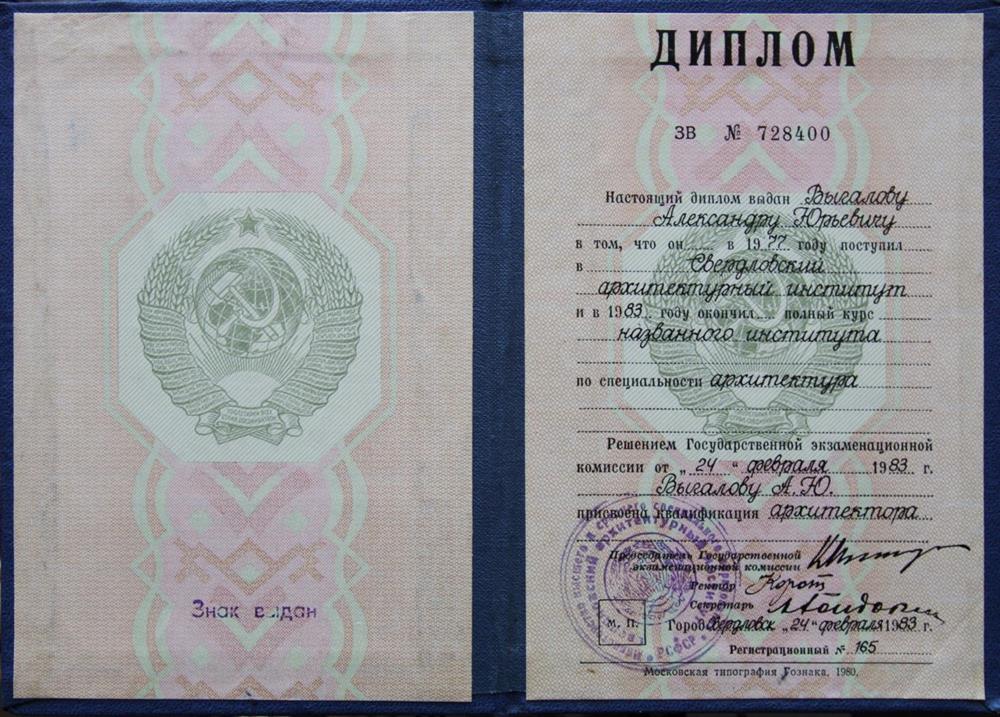 Знак выдан
ДИПЛОМ
ЗВ № 728400
Настоящий диплом выдан Выгалову
Александру Юрьевичу
в том, что он в 1977 году поступил
в Свердловский
архитектурный институт
и в 1983 году окончил полный курс
названного института
по специальности архитектура
Решением Государственной экзаменационной
комиссии от „24“ февраля 1983 г.
Выгалову А. Ю.
присвоена квалификация архитектора
Председатель Государственной
экзаменационной комиссии
Ректор
Секретарь
М. П. Город Свердловск „24“ февраля 1983 г.
Регистрационный № 165
РСФСР
Московская типография Гознака, 1980.